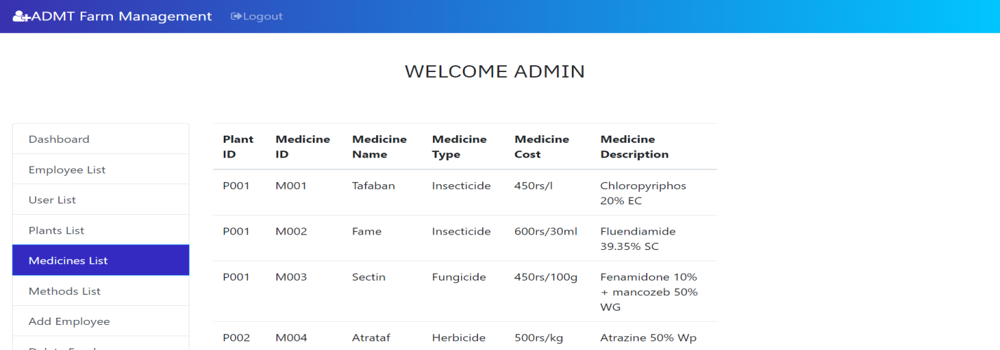 ADMT Farm Management Logout
WELCOME ADMIN
Dashboard
Employee List
User List
Plants List
Medicines List
Methods List
Add Employee
Plant ID Medicine ID Medicine Name Medicine Type Medicine Cost Medicine Description
P001 M001 Tafaban Insecticide 450rs/l Chloropyriphos
20% EC
P001 M002 Fame Insecticide 600rs/30ml Fluendiamide
39.35% SC
P001 M003 Sectin Fungicide 450rs/100g Fenamidone 10%
+ mancozeb 50%
WG
P002 M004 Atrataf Herbicide 500rs/kg Atrazine 50% Wp